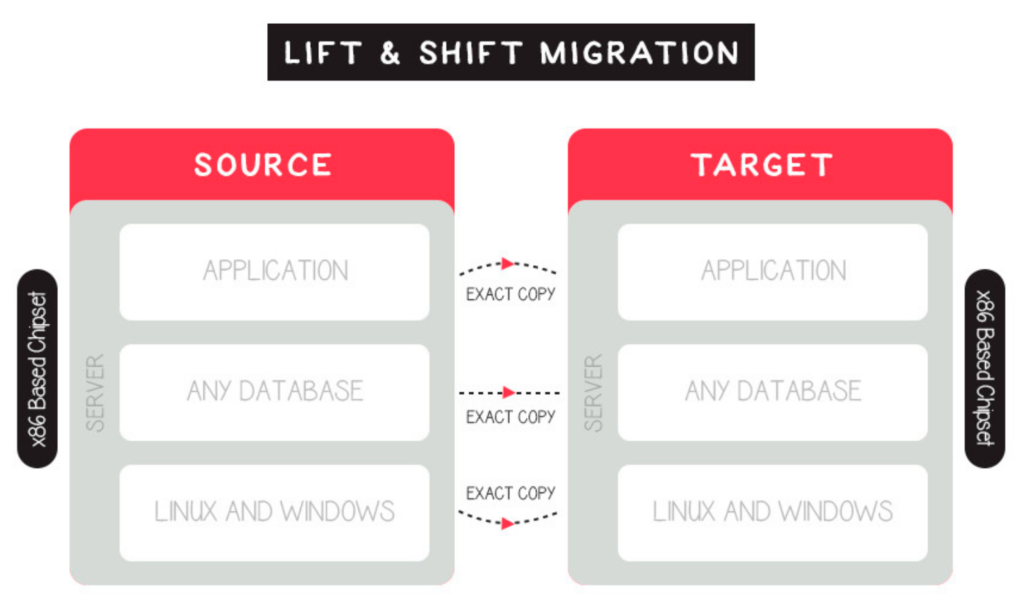 LIFT & SHIFT MIGRATION
SOURCE
TARGET
x86 Based Chipset
SERVER
APPLICATION
ANY DATABASE
LINUX AND WINDOWS
EXACT COPY
EXACT COPY
EXACT COPY
SERVER
APPLICATION
ANY DATABASE
LINUX AND WINDOWS
x86 Based Chipset